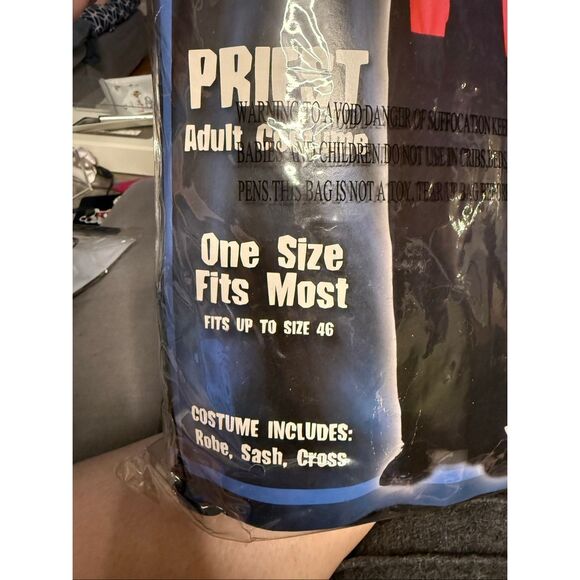 PRIEST
WARNING TO AVOID DANGER OF SUFFOCATION KEEP
Adult Costume
BABIES AND CHILDREN.DO NOT USE IN CRIBS,BEDS
PENS.THIS BAG IS NOT A TOY,
One Size
Fits Most
FITS UP TO SIZE 46
COSTUME INCLUDES:
Robe, Sash, Cross